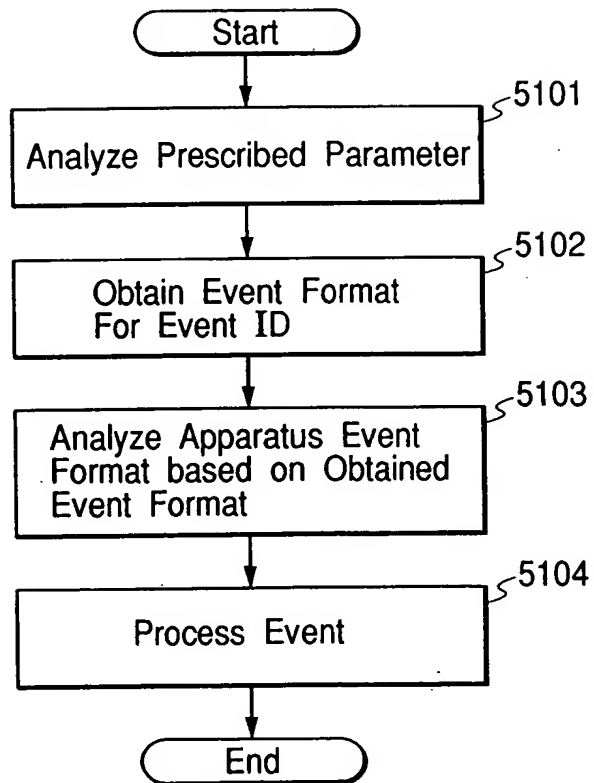 Start
5101
Analyze Prescribed Parameter
5102
Obtain Event Format
For Event ID
5103
Analyze Apparatus Event
Format based on Obtained
Event Format
5104
Process Event
End